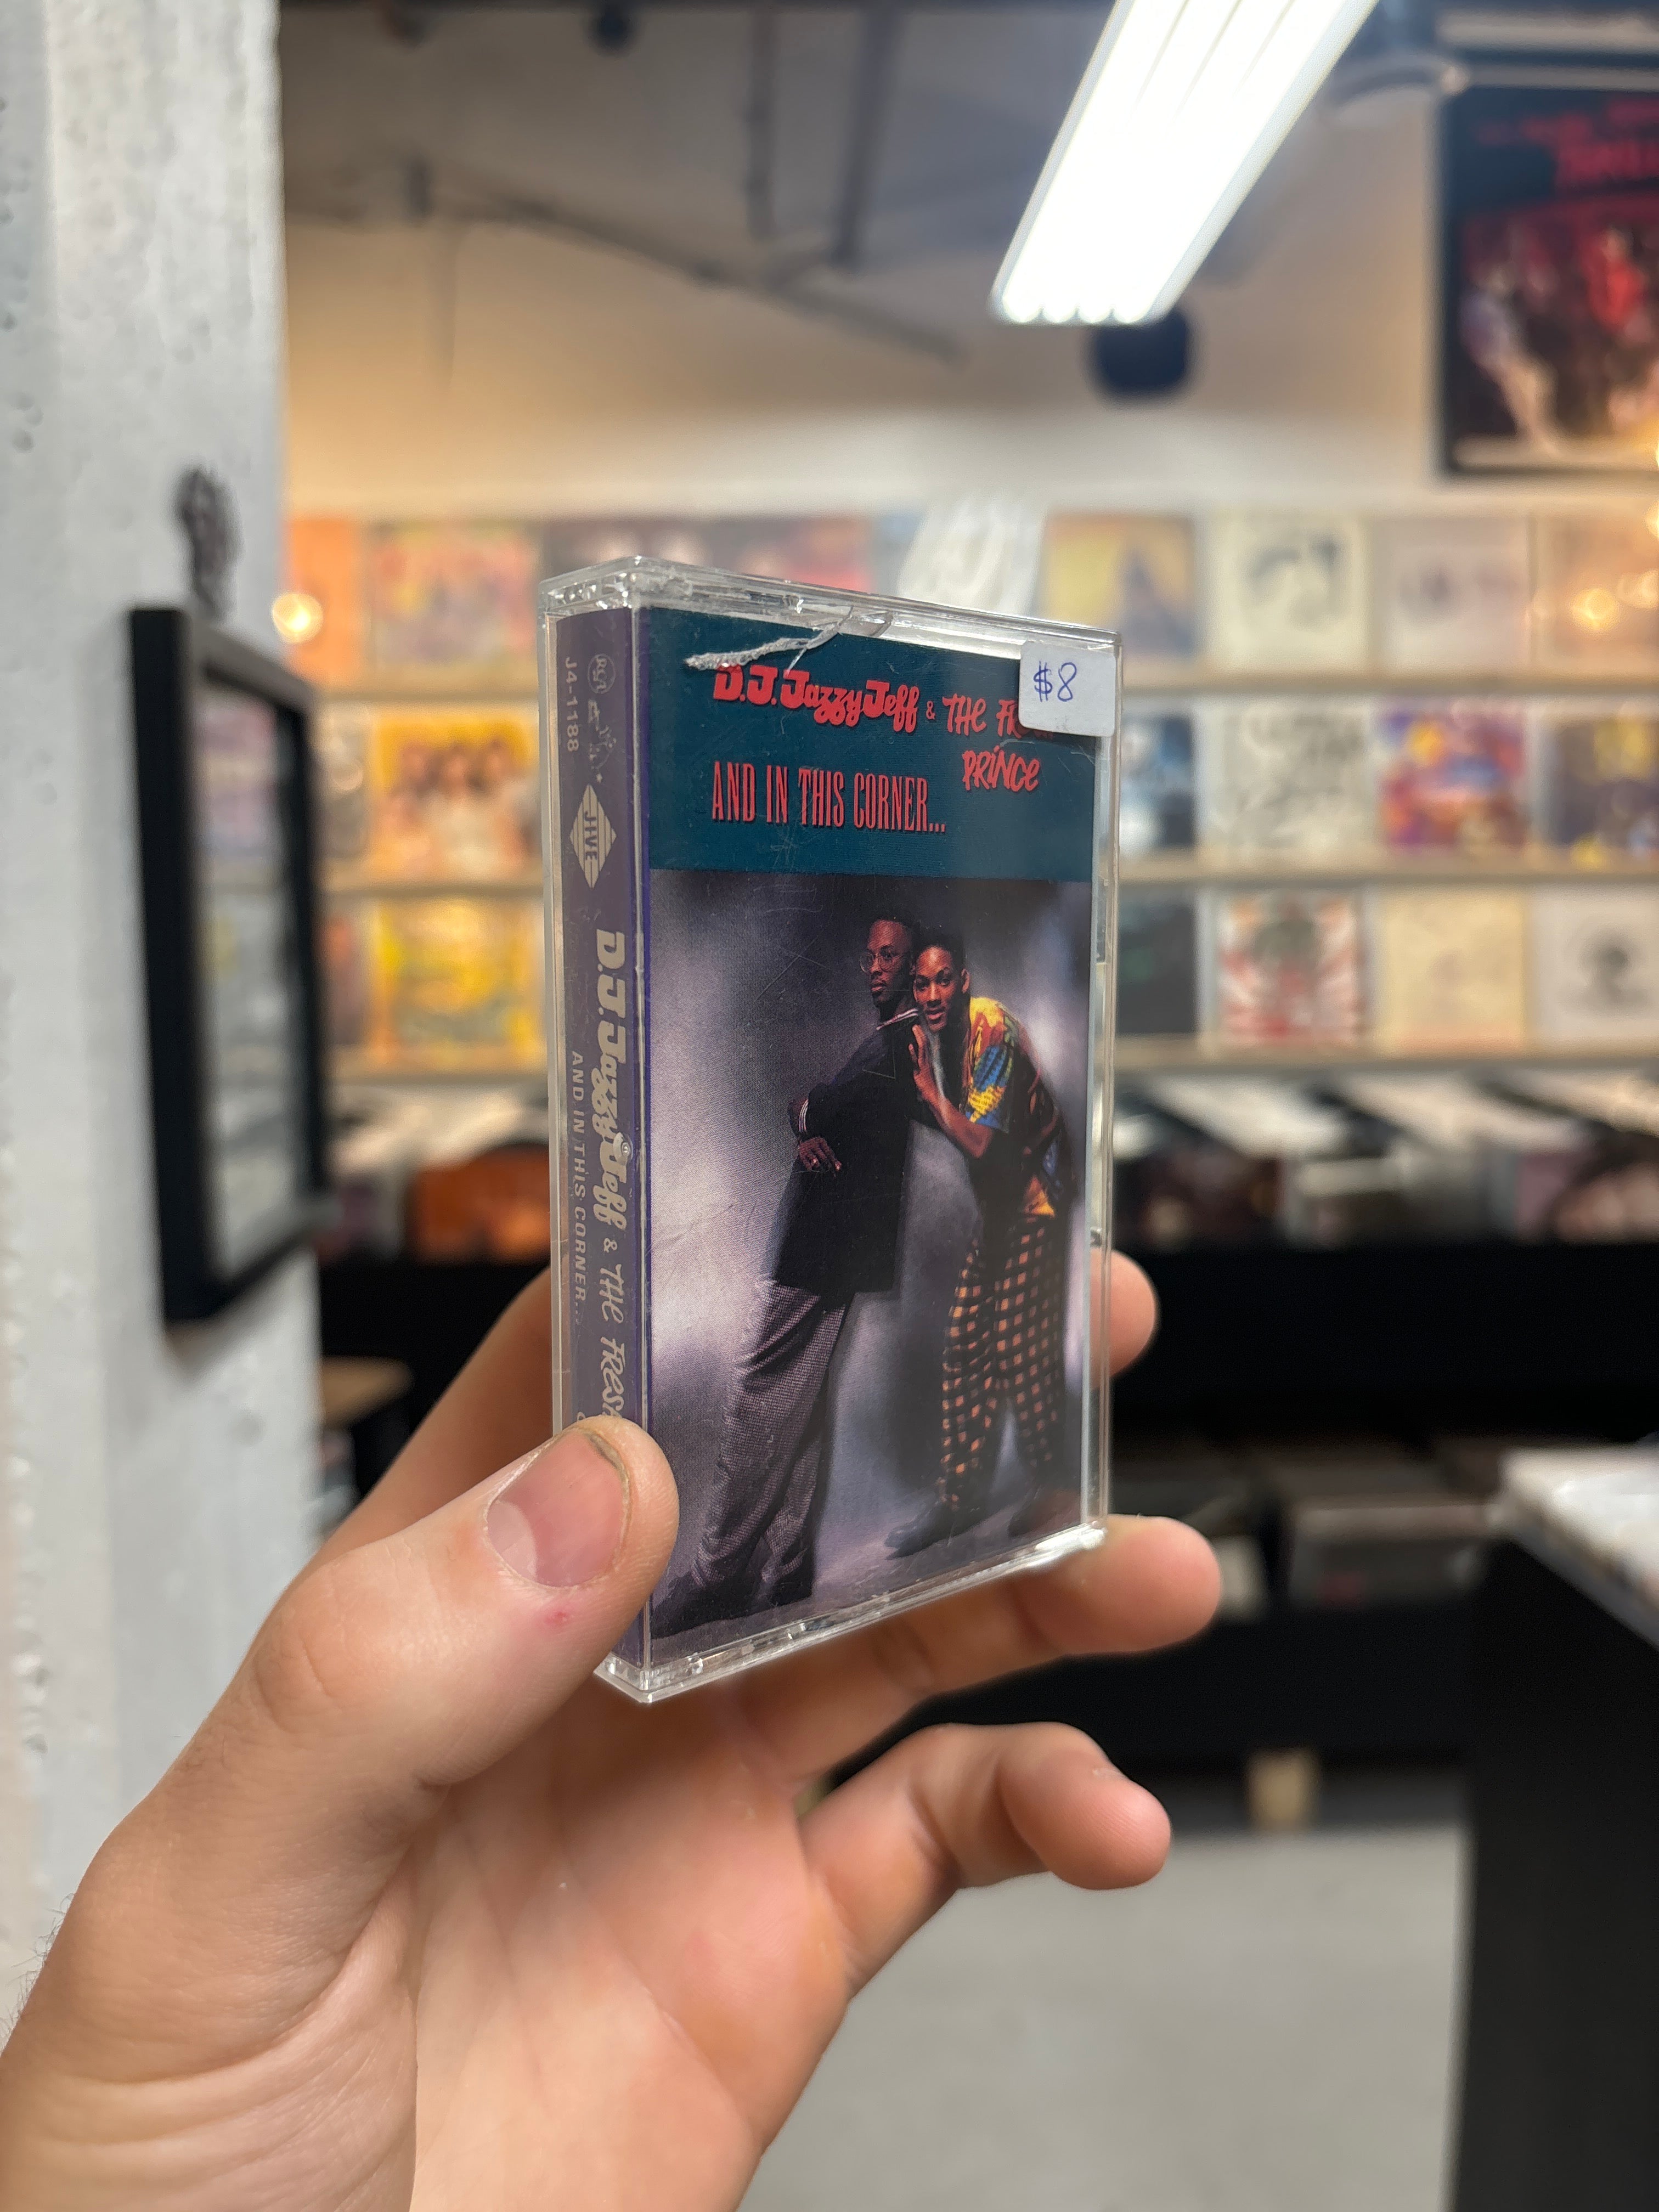 $8
D.J. Jazzy Jeff & THE
PRINCE
AND IN THIS CORNER...
J4-1188
JIVE
D.J. Jazzy Jeff & THE FRESH
AND IN THIS CORNER...